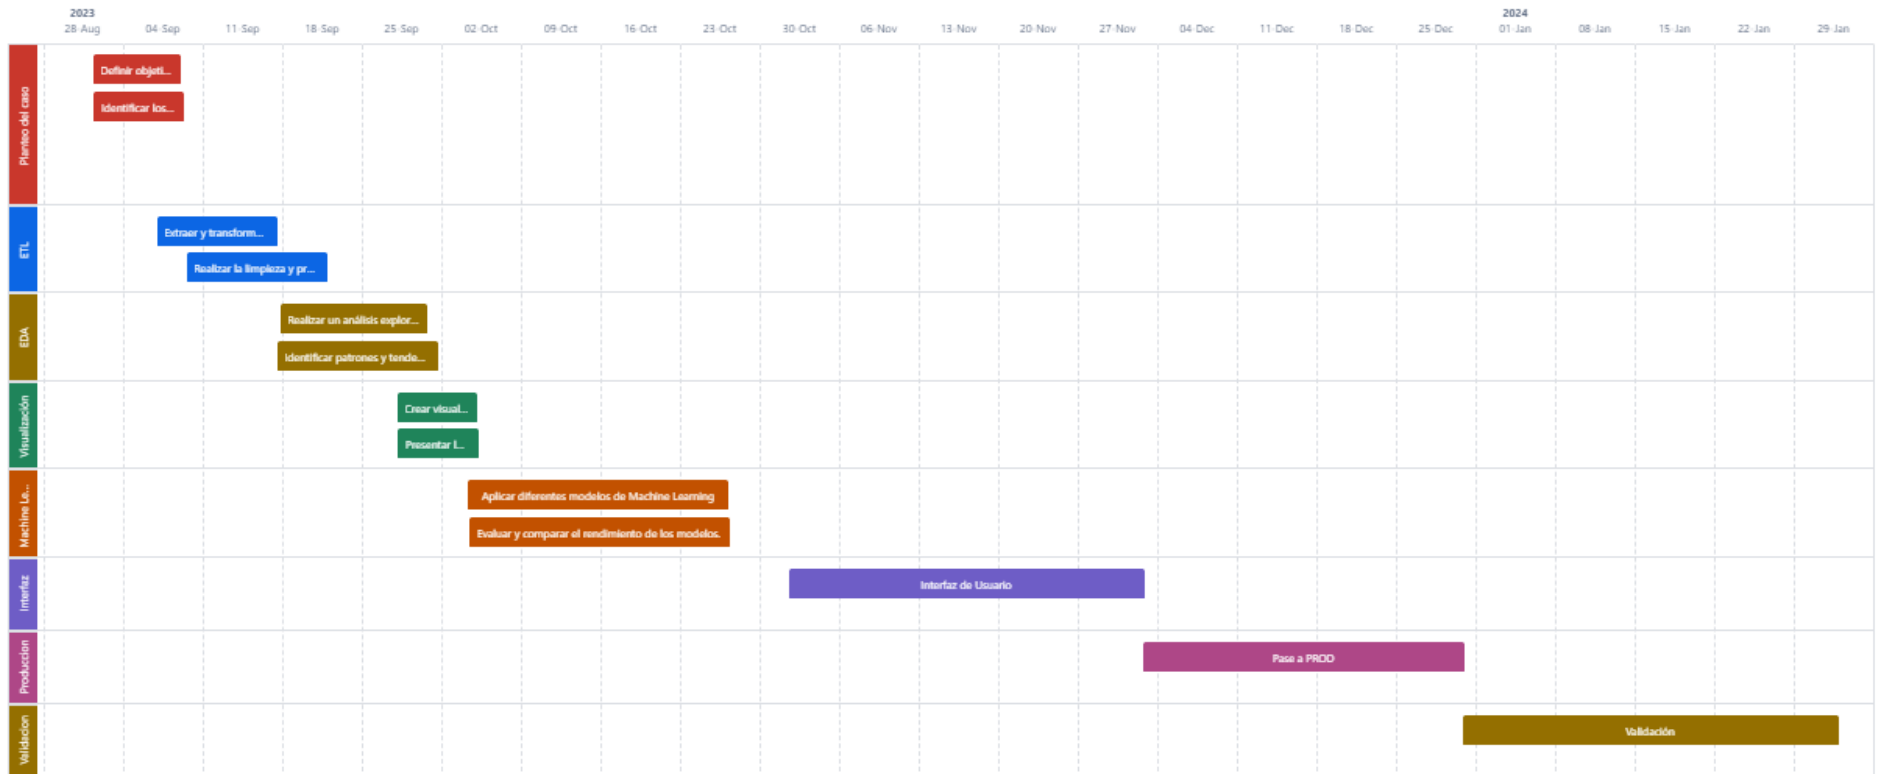 2023
2024
28-Aug 04-Sep 11-Sep 18-Sep 25-Sep 02-Oct 09-Oct 16-Oct 23-Oct 30-Oct 06-Nov 13-Nov 20-Nov 27-Nov 04-Dec 11-Dec 18-Dec 25-Dec 01-Jan 08-Jan 15-Jan 22-Jan 29-Jan
Planteo del caso
Definir objeti...
Identificar los...
ETL
Extraer y transform...
Realizar la limpieza y pr...
EDA
Realizar un análisis explor...
Identificar patrones y tende...
Visualización
Crear visual...
Presentar l...
Machine Le...
Aplicar diferentes modelos de Machine Learning
Evaluar y comparar el rendimiento de los modelos.
Interfaz
Interfaz de Usuario
Produccion
Pase a PROD
Validacion
Validación